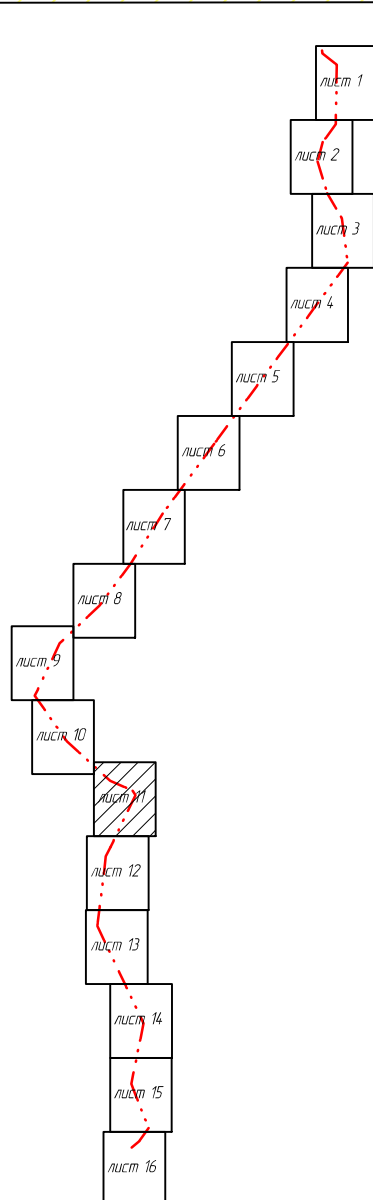 лист 1
лист 2
лист 3
лист 4
лист 5
лист 6
лист 7
лист 8
лист 9
лист 10
лист 11
лист 12
лист 13
лист 14
лист 15
лист 16